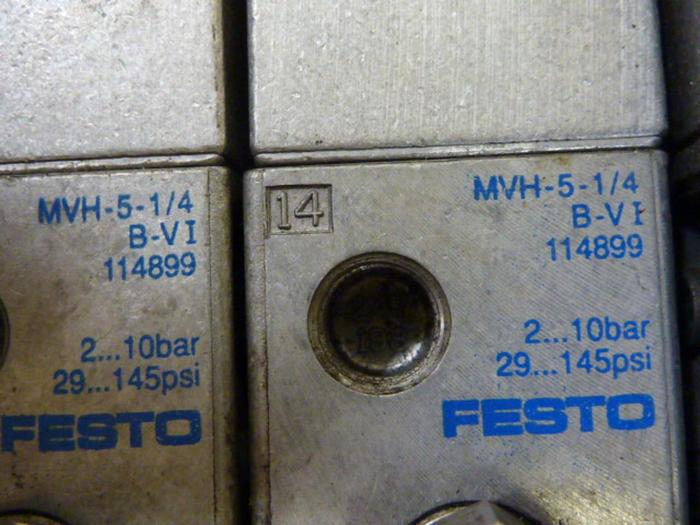 MVH-5-1/4
B-VI
114899
2...10bar
29...145psi
FESTO
14
MVH-5-1/4
B-VI
114899
2...10bar
29...145psi
FESTO